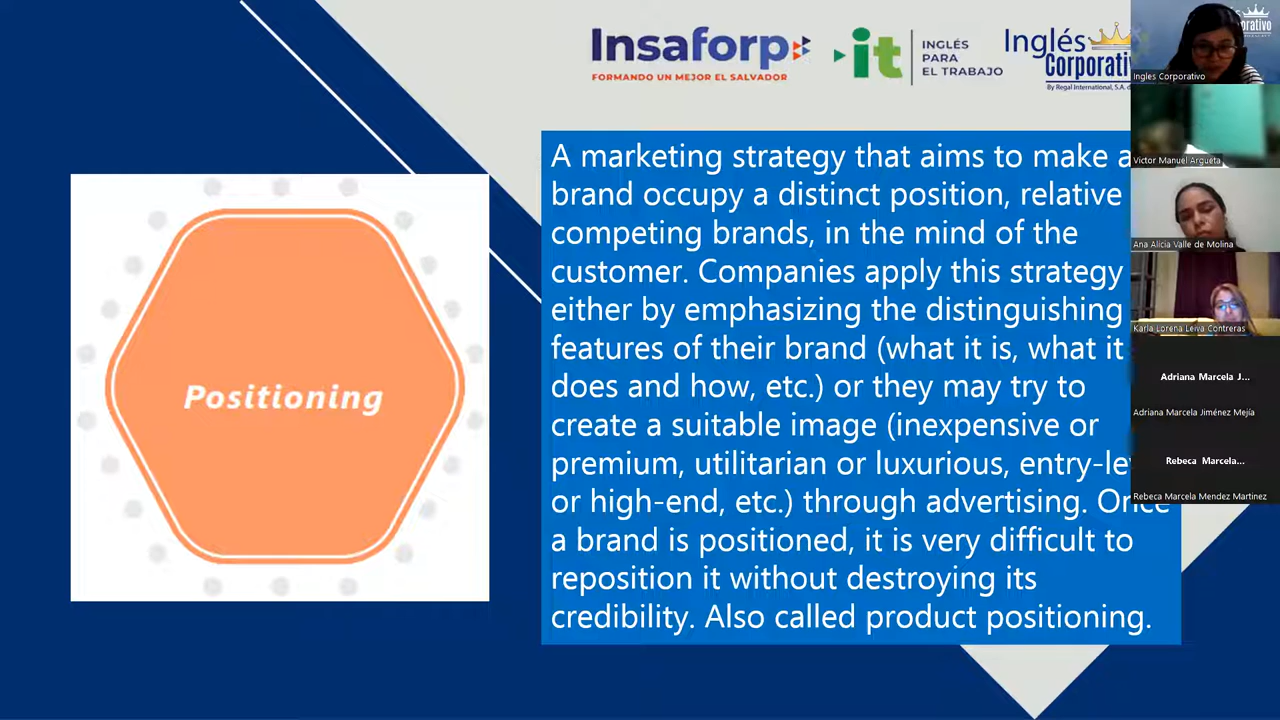 Insaforp
FORMANDO UN MEJOR EL SALVADOR
it
INGLÉS
PARA
EL TRABAJO
Inglés
By Regal International, S.A.
Positioning
A marketing strategy that aims to make a
brand occupy a distinct position, relative
competing brands, in the mind of the
customer. Companies apply this strategy
either by emphasizing the distinguishing
features of their brand (what it is, what it
does and how, etc.) or they may try to
create a suitable image (inexpensive or
premium, utilitarian or luxurious,
or high-end, etc.) through advertising. Once
a brand is positioned, it is very difficult to
reposition it without destroying its
credibility. Also called product positioning.
Ingles Corporativo
Victor Manuel Argueta
Ana Alicia Valle de Molina
Karla Lorena Leiva Contreras
Adriana Marcela J...
Adriana Marcela Jiménez Mejía
Rebeca Marcela...
Rebeca Marcela Mendez Martinez